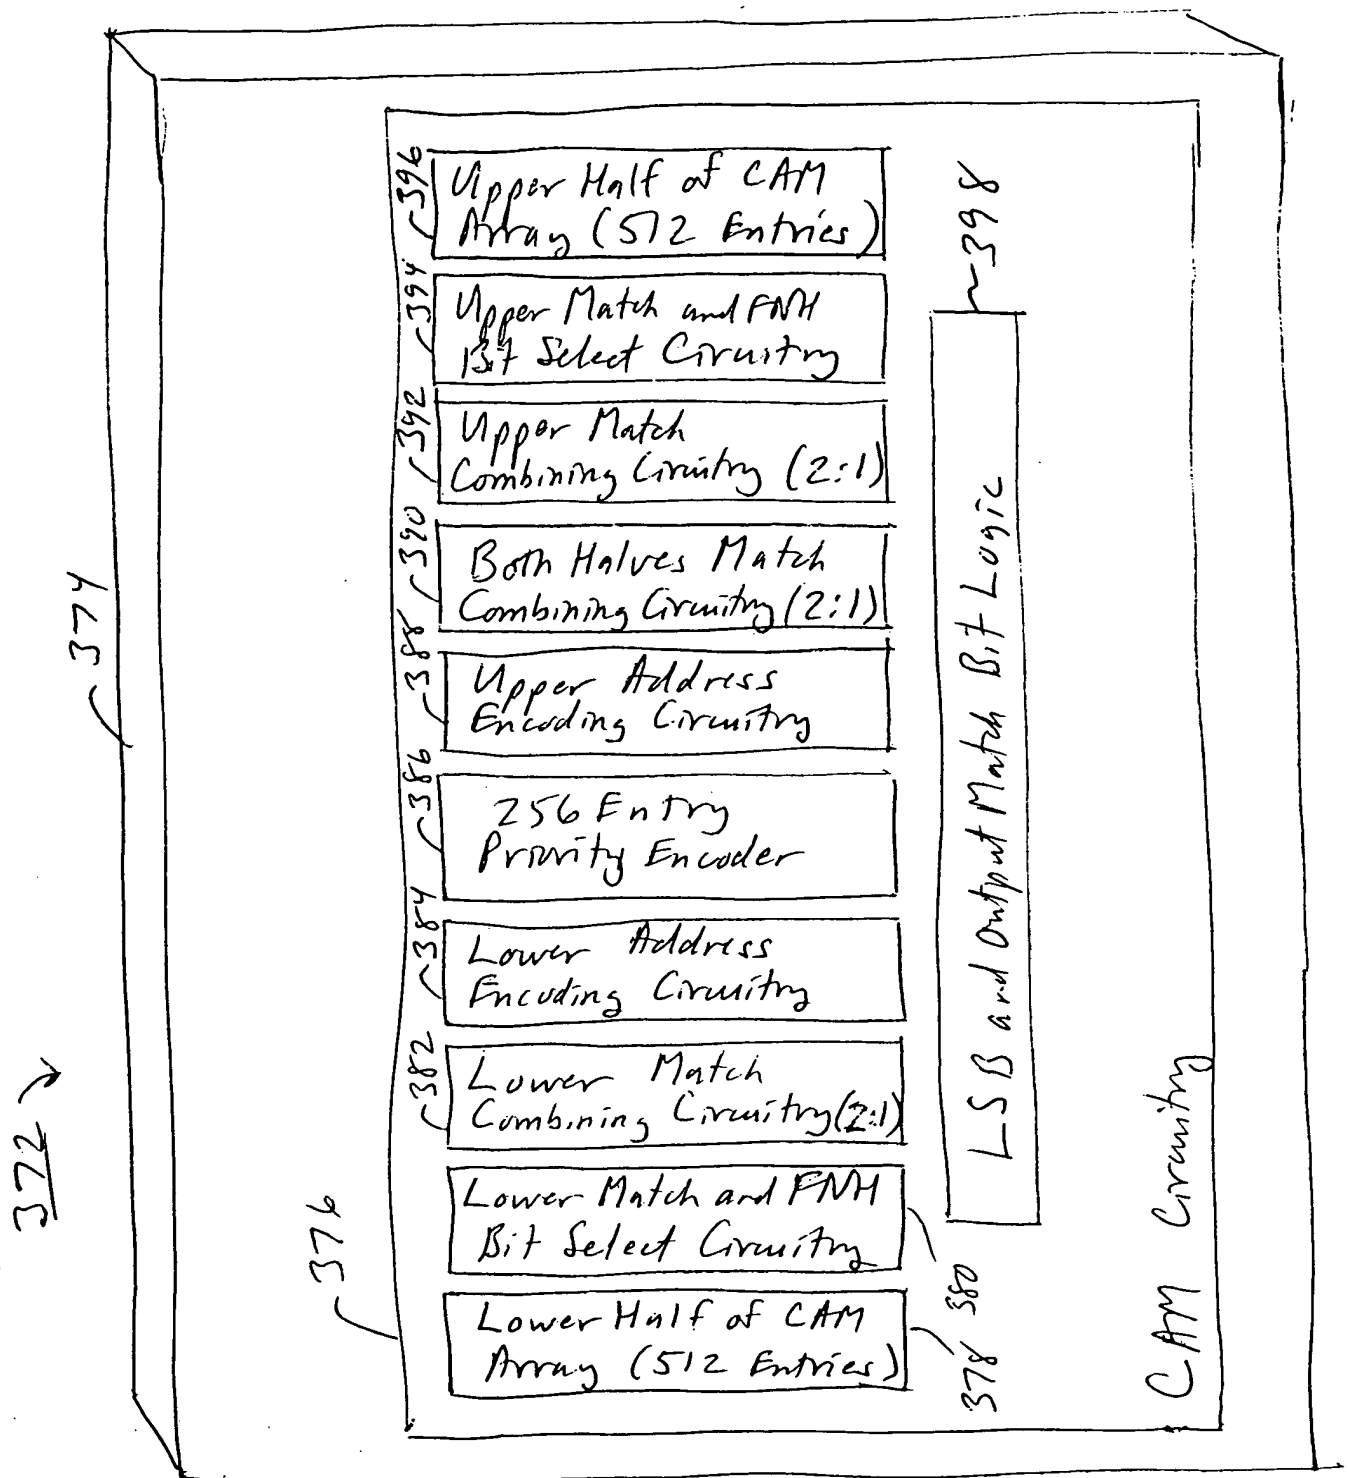 396
Upper Half of CAM
Array (512 Entries)
394
Upper Match and FNH
Bit Select Circuitry
392
Upper Match
Combining Circuitry (2:1)
390
Both Halves Match
Combining Circuitry (2:1)
388
Upper Address
Encoding Circuitry
386
256 Entry
Priority Encoder
384
Lower Address
Encoding Circuitry
382
Lower Match
Combining Circuitry (2:1)
Lower Match and FNH
Bit Select Circuitry
380
Lower Half of CAM
Array (512 Entries)
378
398
LSB and Output Match Bit Logic
CAM Circuitry
374
372
376